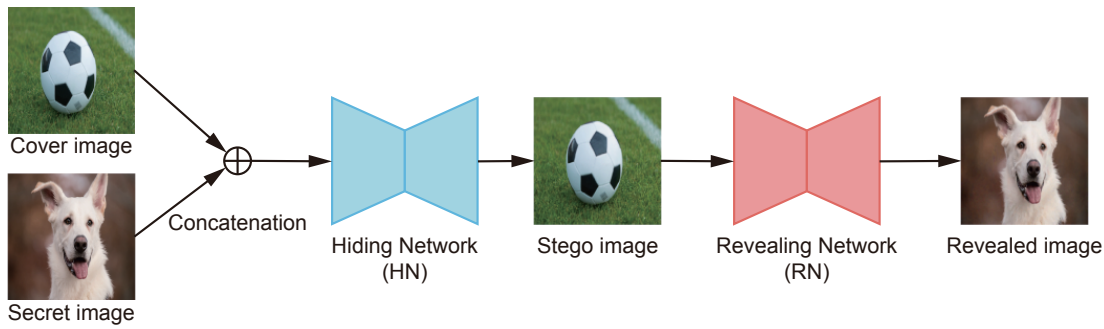 Cover image
Secret image
Concatenation
Hiding Network
(HN)
Stego image
Revealing Network
(RN)
Revealed image